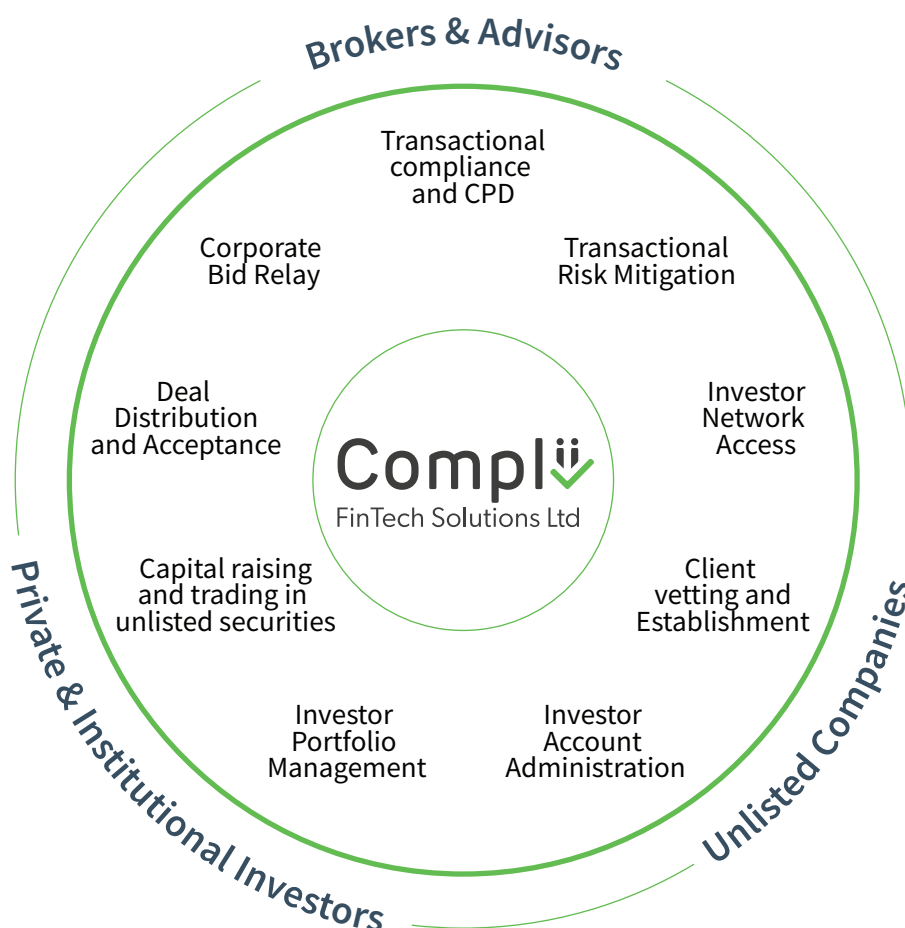 Brokers & Advisors
Transactional
compliance
and CPD
Corporate
Bid Relay
Transactional
Risk Mitigation
Deal
Distribution
and Acceptance
Investor
Network
Access
Complii
FinTech Solutions Ltd
Capital raising
and trading in
unlisted securities
Client
vetting and
Establishment
Investor
Portfolio
Management
Investor
Account
Administration
Private & Institutional Investors
Unlisted Companies